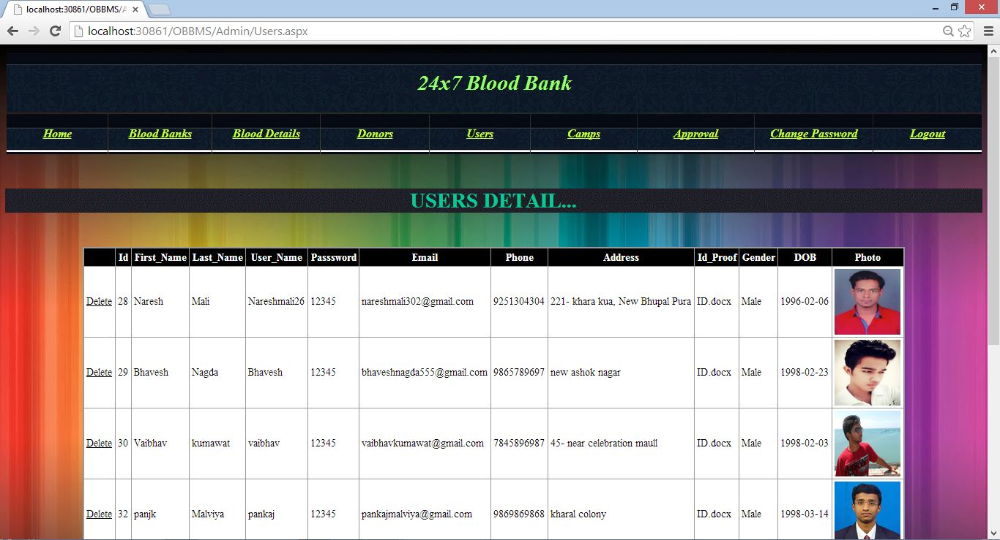 localhost:30861/OBBMS/A
localhost:30861/OBBMS/Admin/Users.aspx
24x7 Blood Bank
Home Blood Banks Blood Details Donors Users Camps Approval Change Password Logout
USERS DETAIL...
Id First_Name Last_Name User_Name Passsword Email Phone Address Id_Proof Gender DOB Photo
Delete 28 Naresh Mali Nareshmali26 12345 nareshmali302@gmail.com 9251304304 221- khara kua, New Bhupal Pura ID.docx Male 1996-02-06
Delete 29 Bhavesh Nagda Bhavesh 12345 bhaveshnagda555@gmail.com 9865789697 new ashok nagar ID.docx Male 1998-02-23
Delete 30 Vaibhav kumawat vaibhav 12345 vaibhavkumawat@gmail.com 7845896987 45- near celebration maull ID.docx Male 1998-02-03
Delete 32 panjk Malviya pankaj 12345 pankajmalviya@gmail.com 9869869868 kharal colony ID.docx Male 1998-03-14